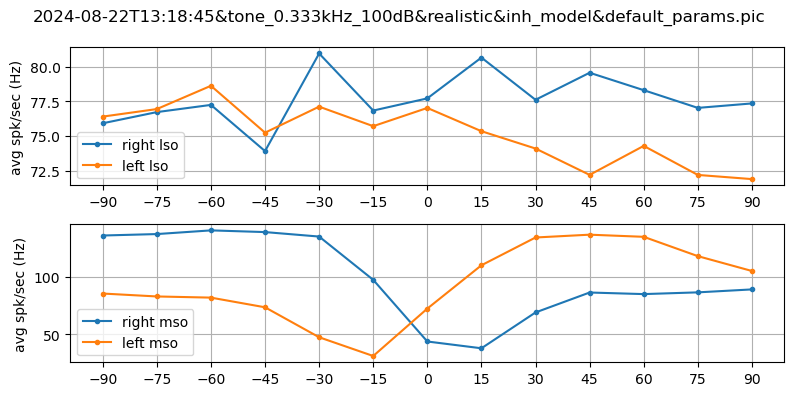 2024-08-22T13:18:45&tone_0.333kHz_100dB&realistic&inh_model&default_params.pic
avg spk/sec (Hz)
80.0
77.5
75.0
72.5
right lso
left lso
−90 −75 −60 −45 −30 −15 0 15 30 45 60 75 90
avg spk/sec (Hz)
100
50
right mso
left mso
−90 −75 −60 −45 −30 −15 0 15 30 45 60 75 90